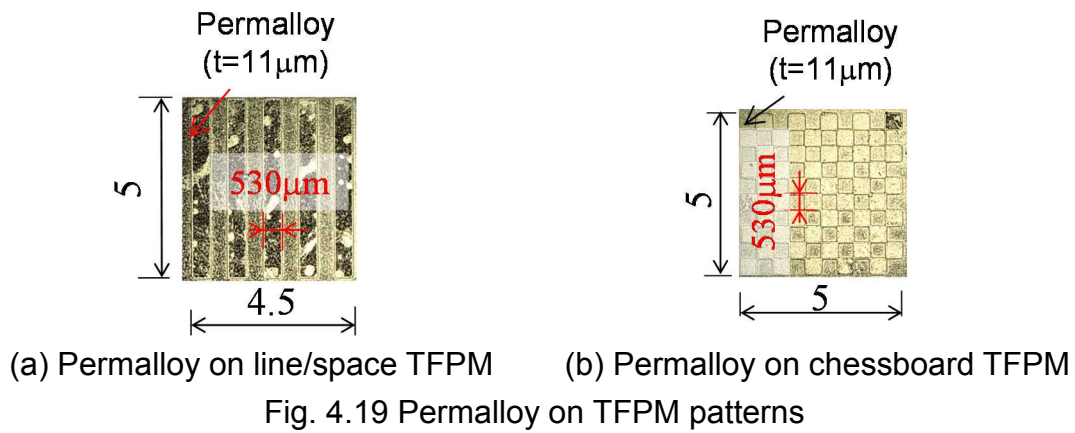 Permalloy
(t=11μm)
5
530μm
4.5
(a) Permalloy on line/space TFPM
Permalloy
(t=11μm)
5
530μm
5
(b) Permalloy on chessboard TFPM
Fig. 4.19 Permalloy on TFPM patterns